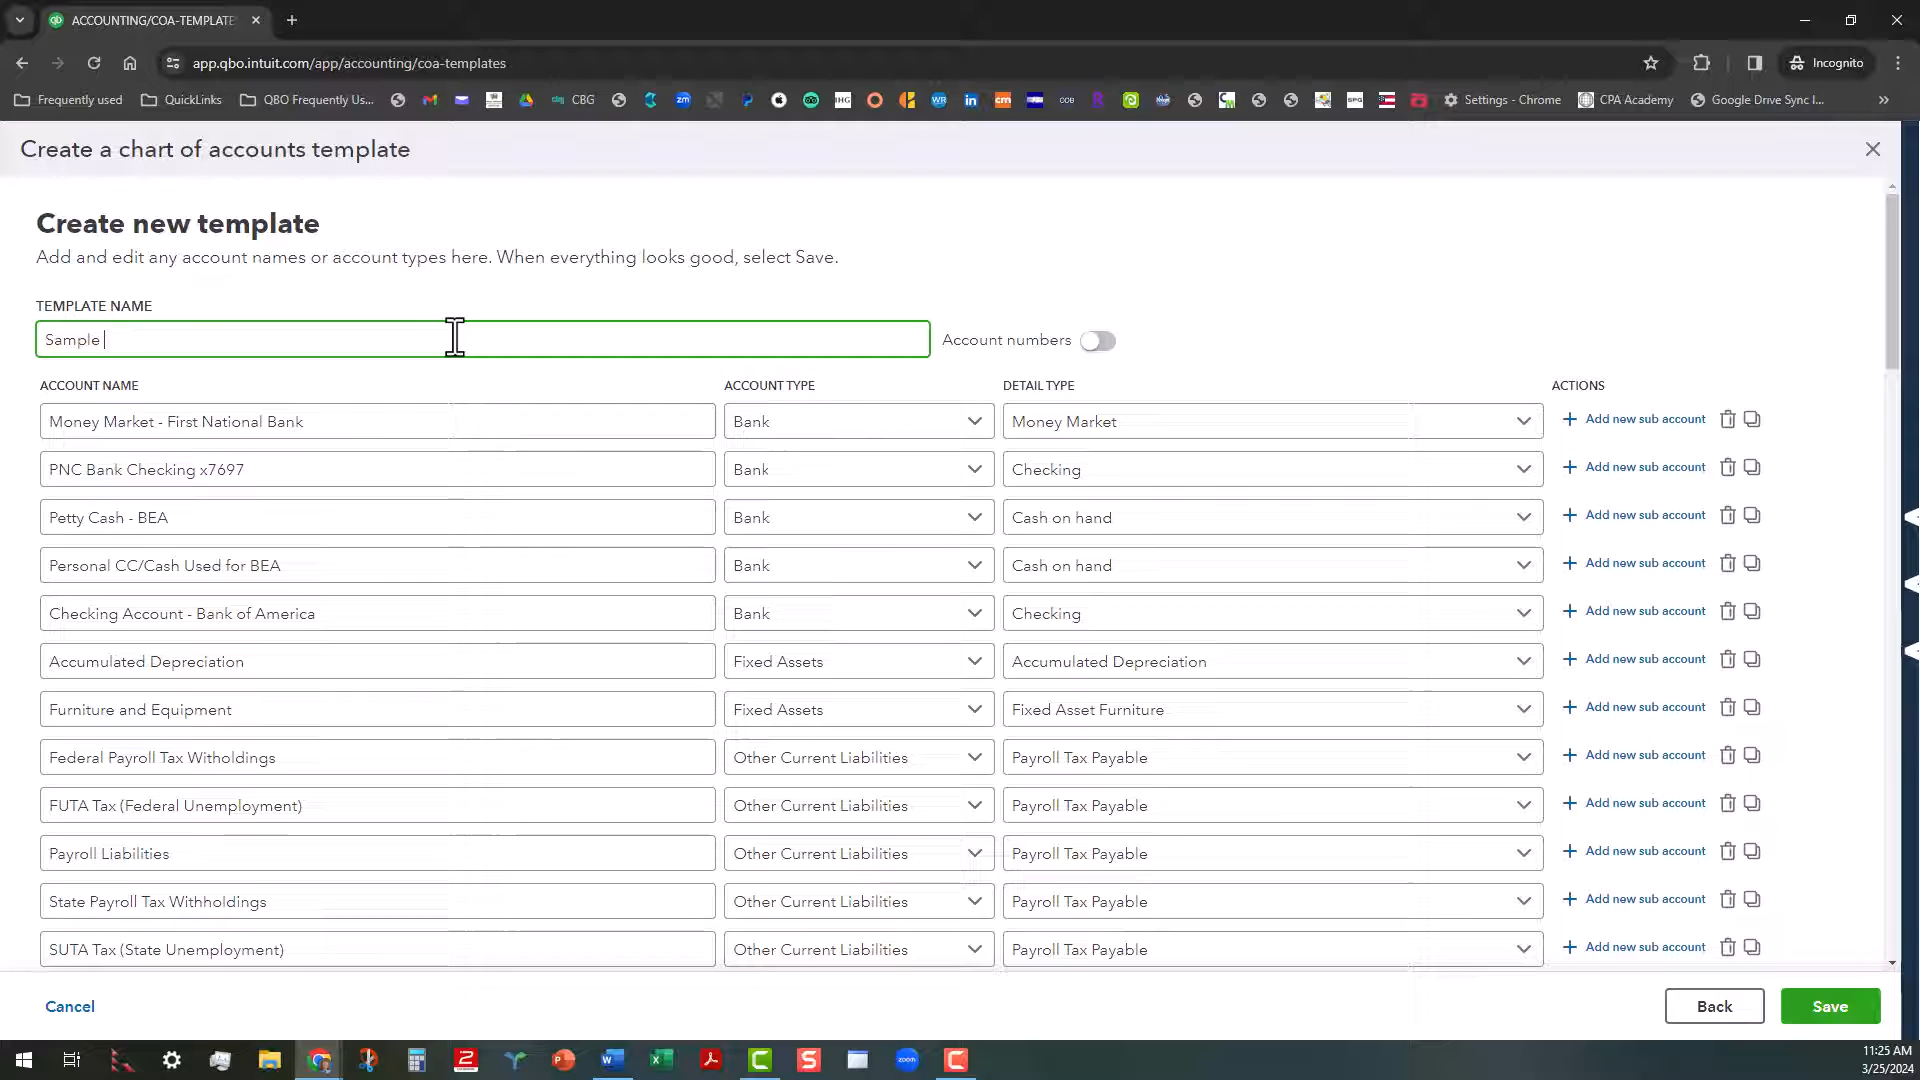 ACCOUNTING/COA-TEMPLATE
app.qbo.intuit.com/app/accounting/coa-templates
Incognito
Frequently used
QuickLinks
QBO Frequently Us...
CBG
Settings - Chrome
CPA Academy
Google Drive Sync I...
Create a chart of accounts template
Create new template
Add and edit any account names or account types here. When everything looks good, select Save.
TEMPLATE NAME
Sample
Account numbers
ACCOUNT NAME ACCOUNT TYPE DETAIL TYPE ACTIONS
Money Market - First National Bank Bank Money Market Add new sub account
PNC Bank Checking x7697 Bank Checking Add new sub account
Petty Cash - BEA Bank Cash on hand Add new sub account
Personal CC/Cash Used for BEA Bank Cash on hand Add new sub account
Checking Account - Bank of America Bank Checking Add new sub account
Accumulated Depreciation Fixed Assets Accumulated Depreciation Add new sub account
Furniture and Equipment Fixed Assets Fixed Asset Furniture Add new sub account
Federal Payroll Tax Witholdings Other Current Liabilities Payroll Tax Payable Add new sub account
FUTA Tax (Federal Unemployment) Other Current Liabilities Payroll Tax Payable Add new sub account
Payroll Liabilities Other Current Liabilities Payroll Tax Payable Add new sub account
State Payroll Tax Withholdings Other Current Liabilities Payroll Tax Payable Add new sub account
SUTA Tax (State Unemployment) Other Current Liabilities Payroll Tax Payable Add new sub account
Cancel Back Save
11:25 AM
3/25/2024